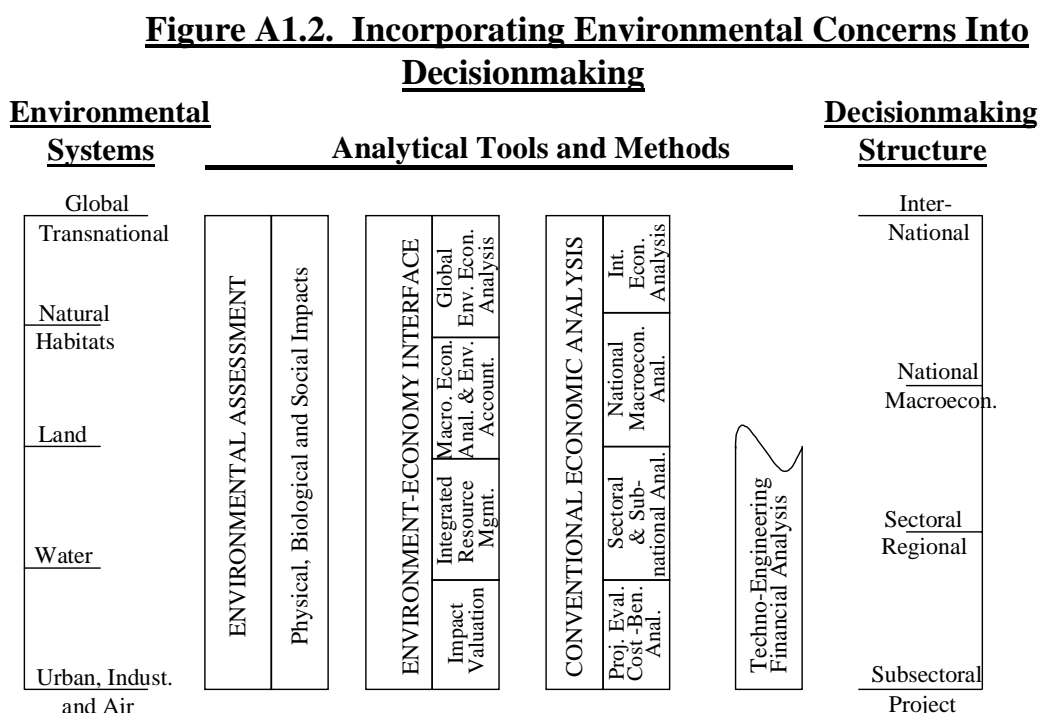 Figure A1.2. Incorporating Environmental Concerns Into
Decisionmaking
Environmental
Systems
Analytical Tools and Methods
Decisionmaking
Structure
Global
Transnational
Natural
Habitats
Land
Water
Urban, Indust.
and Air
ENVIRONMENTAL ASSESSMENT
Physical, Biological and Social Impacts
ENVIRONMENT-ECONOMY INTERFACE
Global
Env. Econ.
Analysis
Macro. Econ.
Anal. & Env.
Account.
Integrated
Resource
Mgmt.
Impact
Valuation
CONVENTIONAL ECONOMIC ANALYSIS
Int.
Econ.
Analysis
National
Macroecon.
Anal.
Sectoral
& Sub-
national Anal.
Proj. Eval.
Cost -Ben.
Anal.
Techno-Engineering
Financial Analysis
Inter-
National
National
Macroecon.
Sectoral
Regional
Subsectoral
Project